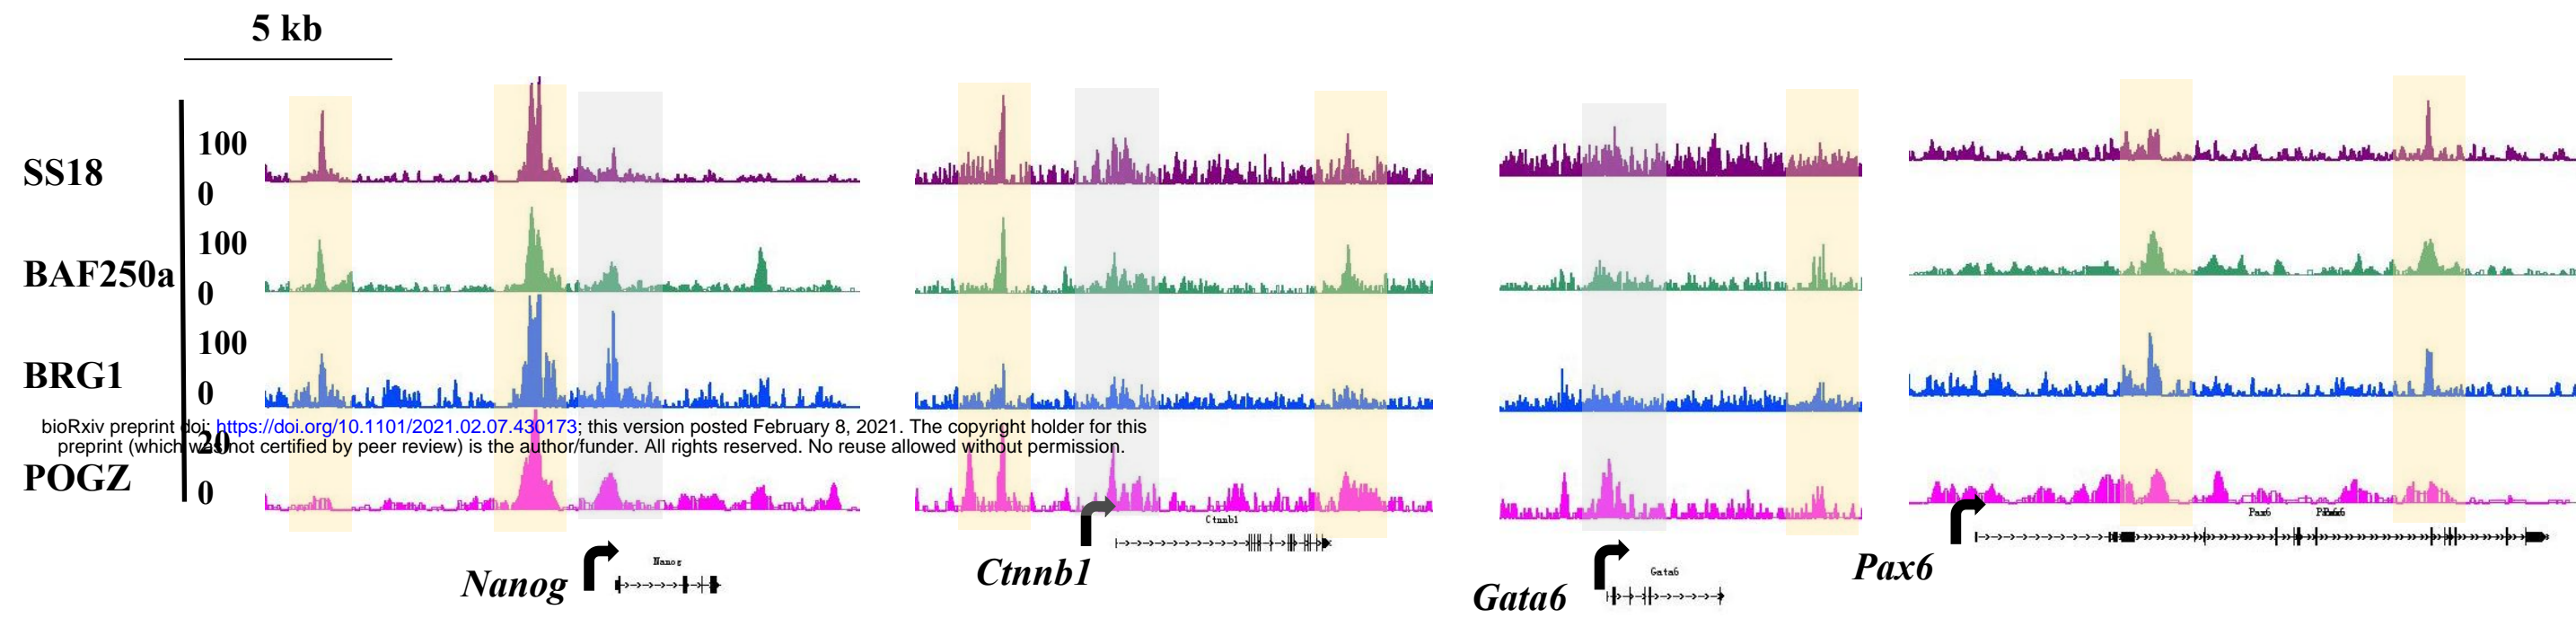 5 kb
SS18
100
0
BAF250a
100
0
BRG1
100
0
bioRxiv preprint doi: https://doi.org/10.1101/2021.02.07.430173; this version posted February 8, 2021. The copyright holder for this
preprint (which was not certified by peer review) is the author/funder. All rights reserved. No reuse allowed without permission.
POGZ
20
0
Nanog
Nanog
Ctnnb1
Ctnnb1
Gata6
Gata6
Pax6
Pax6